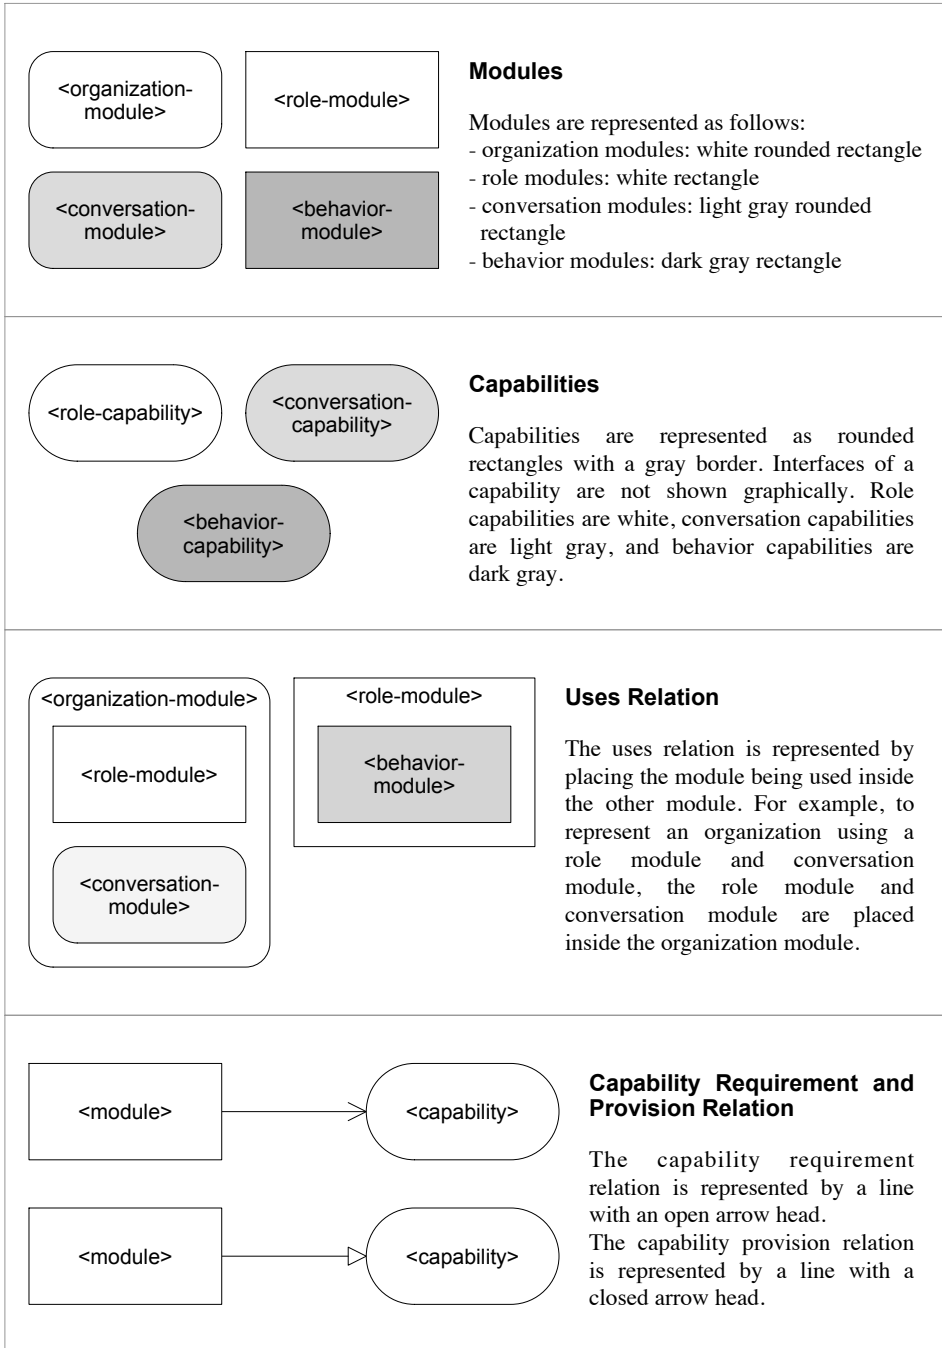 <organization-
module>
<role-module>
<conversation-
module>
<behavior-
module>
Modules
Modules are represented as follows:
- organization modules: white rounded rectangle
- role modules: white rectangle
- conversation modules: light gray rounded
rectangle
- behavior modules: dark gray rectangle
<role-capability>
<conversation-
capability>
<behavior-
capability>
Capabilities
Capabilities are represented as rounded
rectangles with a gray border. Interfaces of a
capability are not shown graphically. Role
capabilities are white, conversation capabilities
are light gray, and behavior capabilities are
dark gray.
<organization-module>
<role-module>
<conversation-
module>
<role-module>
<behavior-
module>
Uses Relation
The uses relation is represented by
placing the module being used inside
the other module. For example, to
represent an organization using a
role module and conversation
module, the role module and
conversation module are placed
inside the organization module.
<module>
<capability>
<module>
<capability>
Capability Requirement and
Provision Relation
The capability requirement
relation is represented by a line
with an open arrow head.
The capability provision relation
is represented by a line with a
closed arrow head.